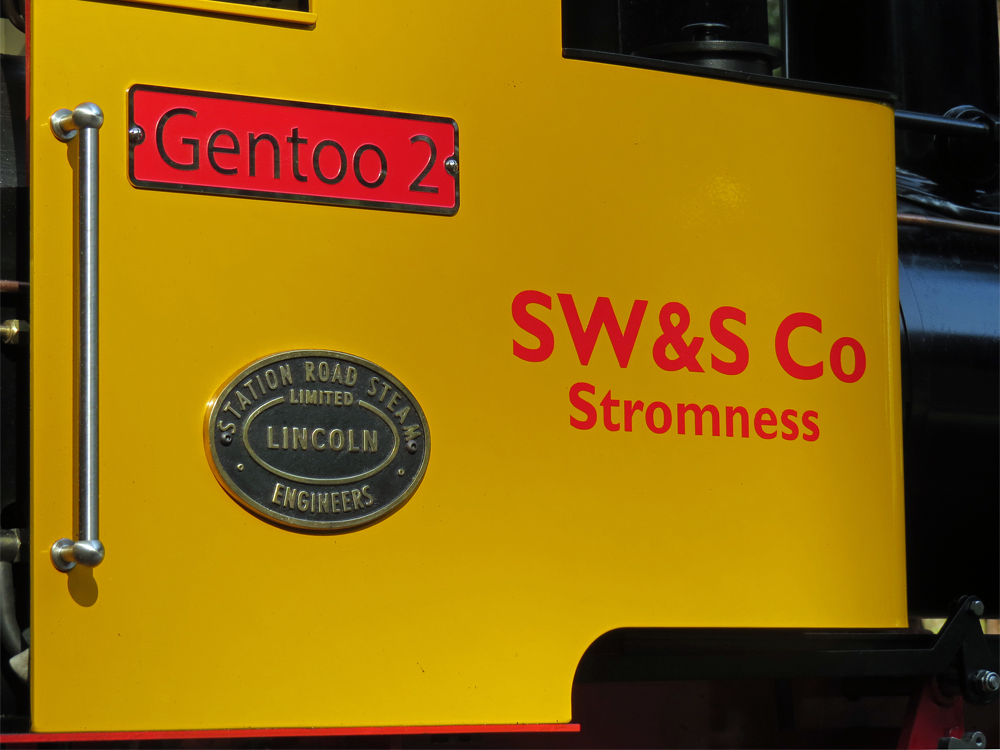 Gentoo 2
SW&S Co
Stromness
STATION ROAD STEAM
LIMITED
LINCOLN
ENGINEERS